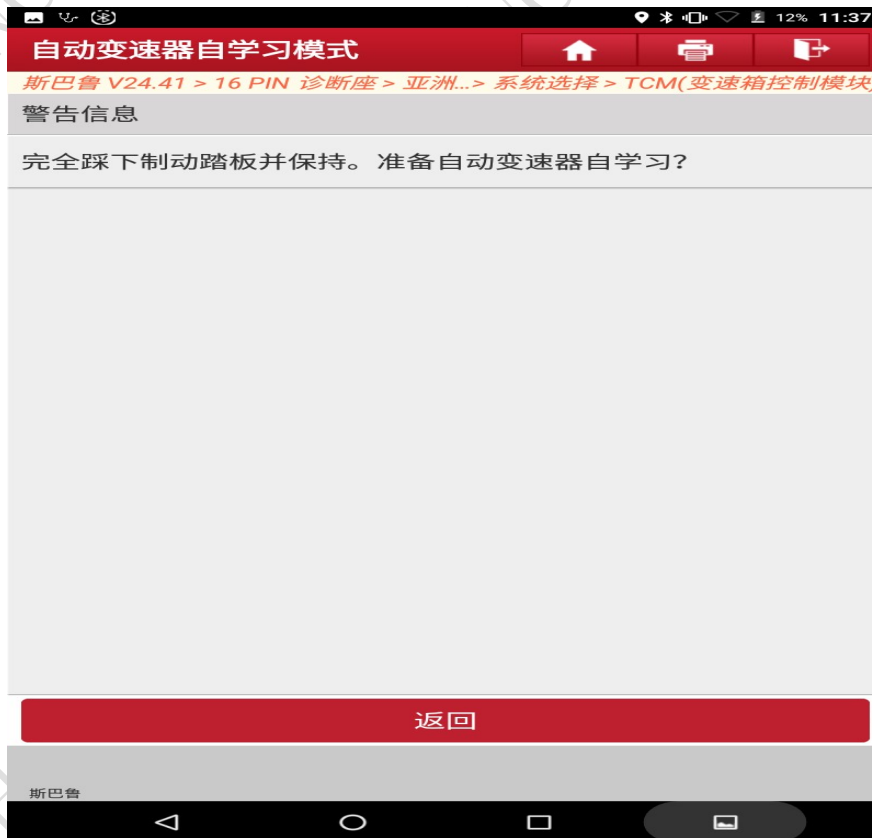 12% 11:37
自动变速器自学习模式
斯巴鲁 V24.41 > 16 PIN 诊断座 > 亚洲...> 系统选择 > TCM(变速箱控制模块)
警告信息
完全踩下制动踏板并保持。准备自动变速器自学习?
返回
斯巴鲁